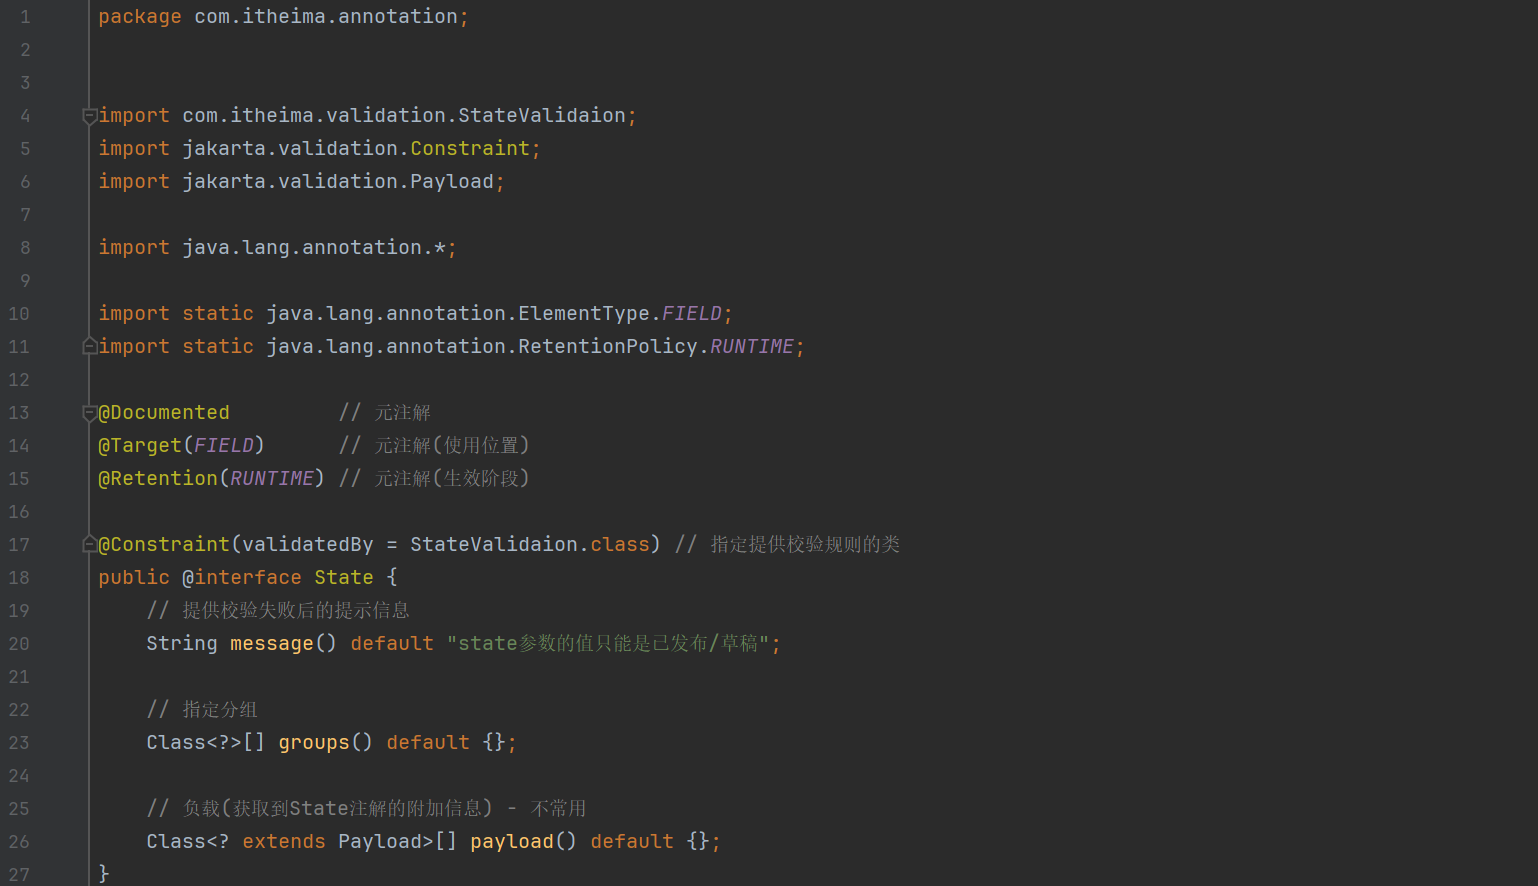 1 package com.itheima.annotation;
2
3
4 import com.itheima.validation.StateValidaion;
5 import jakarta.validation.Constraint;
6 import jakarta.validation.Payload;
7
8 import java.lang.annotation.*;
9
10 import static java.lang.annotation.ElementType.FIELD;
11 import static java.lang.annotation.RetentionPolicy.RUNTIME;
12
13 @Documented // 元注解
14 @Target(FIELD) // 元注解(使用位置)
15 @Retention(RUNTIME) // 元注解(生效阶段)
16
17 @Constraint(validatedBy = StateValidaion.class) // 指定提供校验规则的类
18 public @interface State {
19 // 提供校验失败后的提示信息
20 String message() default "state参数的值只能是已发布/草稿";
21
22 // 指定分组
23 Class<?>[] groups() default {};
24
25 // 负载(获取到State注解的附加信息) - 不常用
26 Class<? extends Payload>[] payload() default {};
27 }